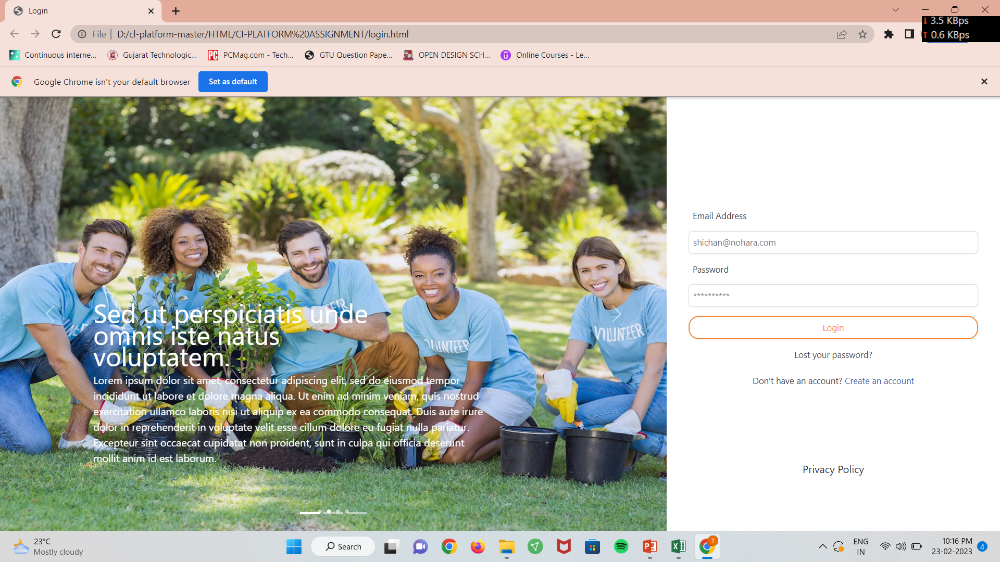 Login
3.5 KBps
0.6 KBps
File | D:/cI-platform-master/HTML/CI-PLATFORM%20ASSIGNMENT/login.html
Continuous interne...
Gujarat Technologic...
PC
PCMag.com - Tech...
GTU Question Pape...
OPEN DESIGN SCH...
Online Courses - Le...
Google Chrome isn't your default browser
Set as default
Email Address
shichan@nohara.com
Password
**********
Login
Lost your password?
Don't have an account? Create an account
Privacy Policy
VOLUNTEER
Sed ut perspiciatis unde
omnis iste natus
voluptatem.
Lorem ipsum dolor sit amet, consectetur adipiscing elit, sed do eiusmod tempor
incididunt ut labore et dolore magna aliqua. Ut enim ad minim veniam, quis nostrud
exercitation ullamco laboris nisi ut aliquip ex ea commodo consequat. Duis aute irure
dolor in reprehenderit in voluptate velit esse cillum dolore eu fugiat nulla pariatur.
Excepteur sint occaecat cupidatat non proident, sunt in culpa qui officia deserunt
mollit anim id est laborum.
23°C
Mostly cloudy
Search
T
ENG
IN
10:16 PM
23-02-2023
4